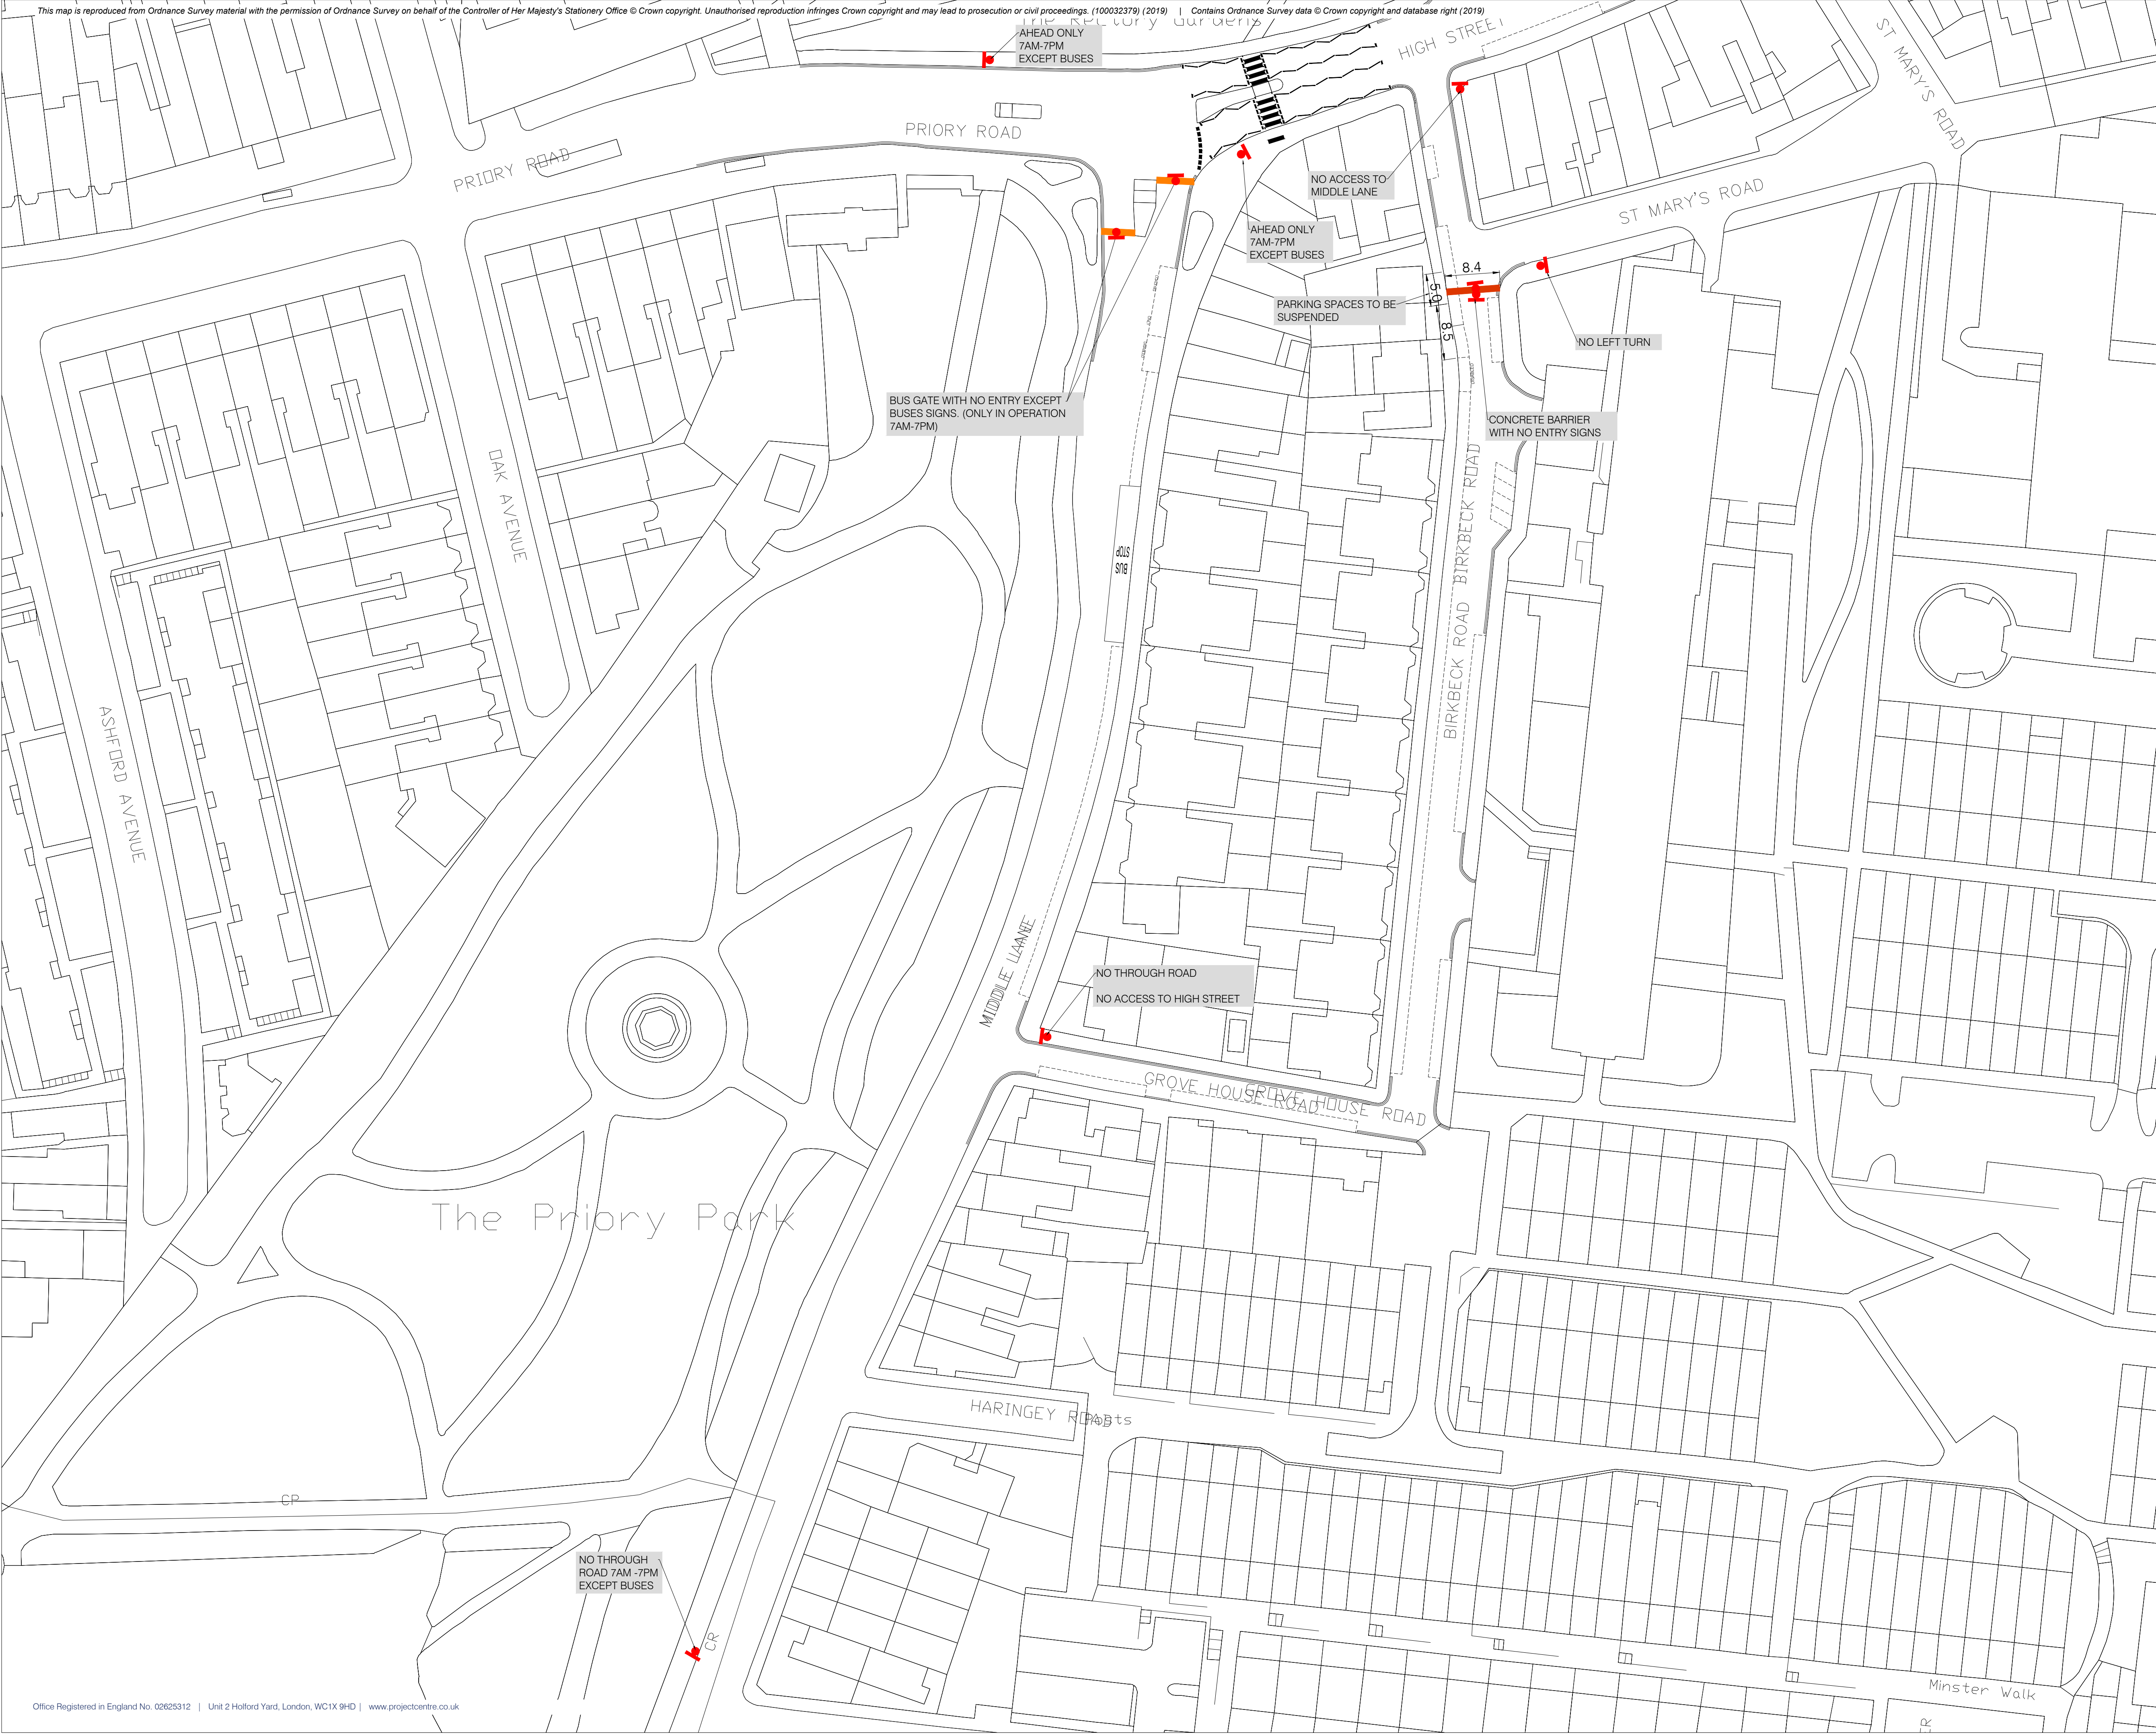 This map is reproduced from Ordnance Survey material with the permission of Ordnance Survey on behalf of the Controller of Her Majesty's Stationery Office © Crown copyright. Unauthorised reproduction infringes Crown copyright and may lead to prosecution or civil proceedings. (100032379) (2019) | Contains Ordnance Survey data © Crown copyright and database right (2019)
The Rectory Gardens
AHEAD ONLY
7AM-7PM
EXCEPT BUSES
HIGH STREET
ST MARY'S ROAD
PRIORY ROAD
PRIORY ROAD
NO ACCESS TO
MIDDLE LANE
ST MARY'S ROAD
AHEAD ONLY
7AM-7PM
EXCEPT BUSES
8.4
5.0
8.5
PARKING SPACES TO BE
SUSPENDED
NO LEFT TURN
BUS GATE WITH NO ENTRY EXCEPT
BUSES SIGNS. (ONLY IN OPERATION
7AM-7PM)
CONCRETE BARRIER
WITH NO ENTRY SIGNS
OAK AVENUE
BUS
STOP
BIRKBECK ROAD
BIRKBECK ROAD
ASHFORD AVENUE
MIDDLE LANE
NO THROUGH ROAD
NO ACCESS TO HIGH STREET
GROVE HOUSE ROAD
GROVE HOUSE ROAD
The Priory Park
HARINGEY ROAD
Posts
CP
NO THROUGH
ROAD 7AM -7PM
EXCEPT BUSES
CR
Minster Walk
ER
Office Registered in England No. 02625312 | Unit 2 Holford Yard, London, WC1X 9HD | www.projectcentre.co.uk